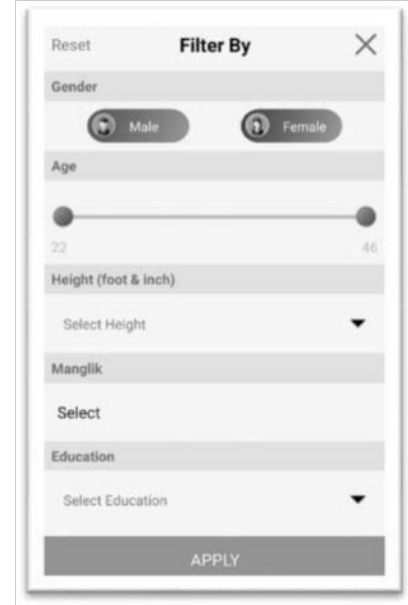 Reset Filter By
Gender
Male Female
Age
22 46
Height (foot & inch)
Select Height
Manglik
Select
Education
Select Education
APPLY